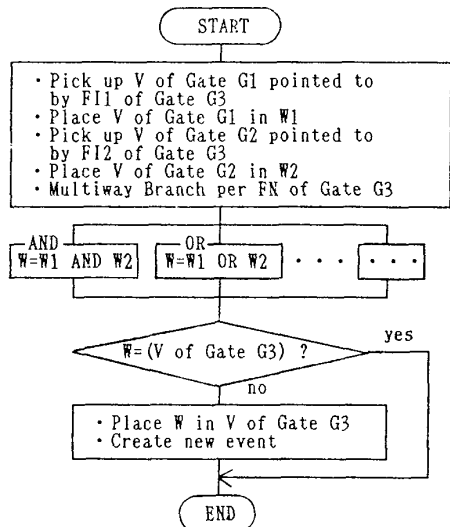 START
· Pick up V of Gate G1 pointed to
by FI1 of Gate G3
· Place V of Gate G1 in W1
· Pick up V of Gate G2 pointed to
by FI2 of Gate G3
· Place V of Gate G2 in W2
· Multiway Branch per FN of Gate G3
AND
W=W1 AND W2
OR
W=W1 OR W2
· · ·
· · ·
W=(V of Gate G3) ?
yes
no
· Place W in V of Gate G3
· Create new event
END